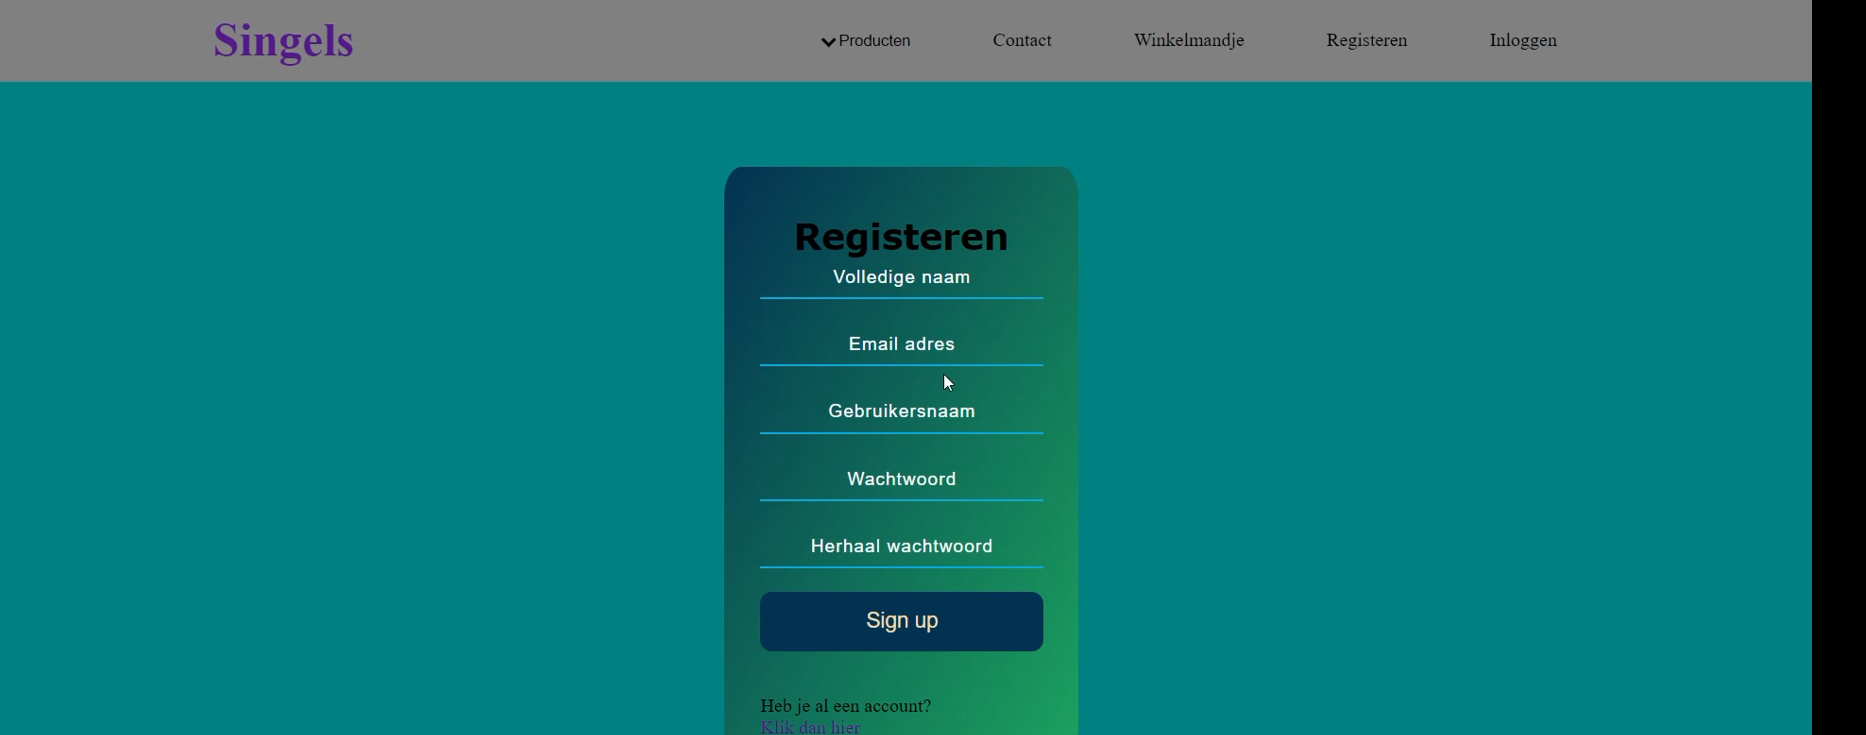 Singels
Producten
Contact
Winkelmandje
Registeren
Inloggen
Registeren
Volledige naam
Email adres
Gebruikersnaam
Wachtwoord
Herhaal wachtwoord
Sign up
Heb je al een account?
Klik dan hier